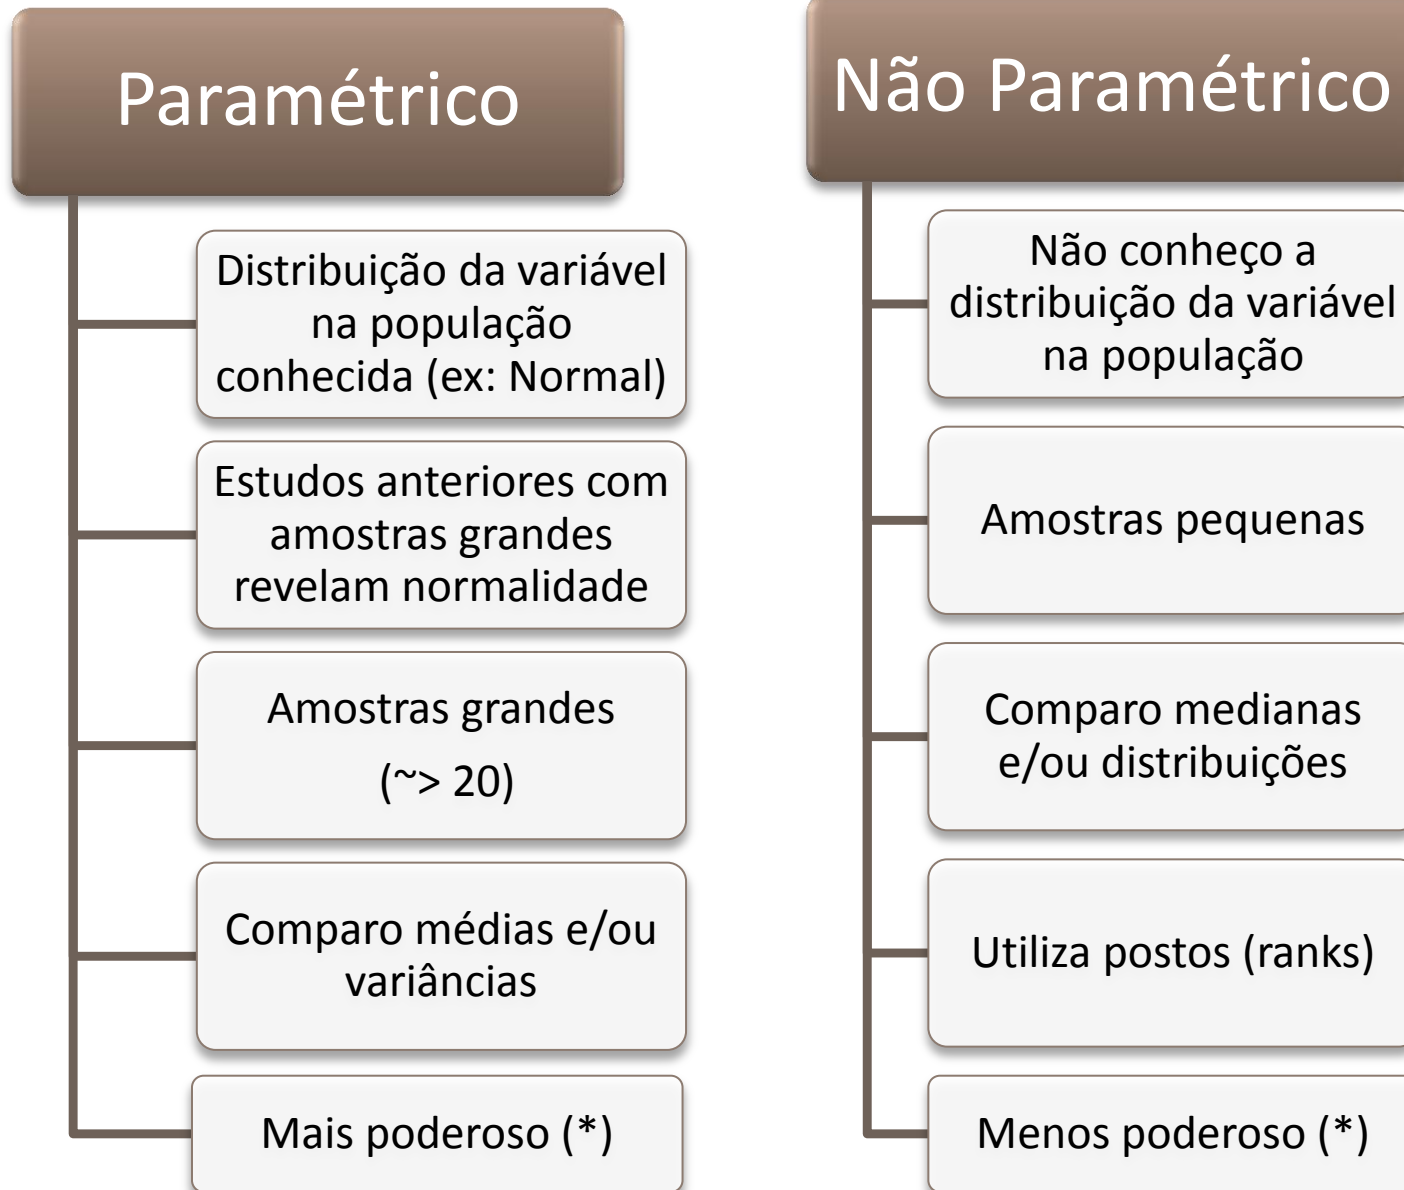 Paramétrico
Distribuição da variável
na população
conhecida (ex: Normal)
Estudos anteriores com
amostras grandes
revelam normalidade
Amostras grandes
(~> 20)
Comparo médias e/ou
variâncias
Mais poderoso (*)
Não Paramétrico
Não conheço a
distribuição da variável
na população
Amostras pequenas
Comparo medianas
e/ou distribuições
Utiliza postos (ranks)
Menos poderoso (*)